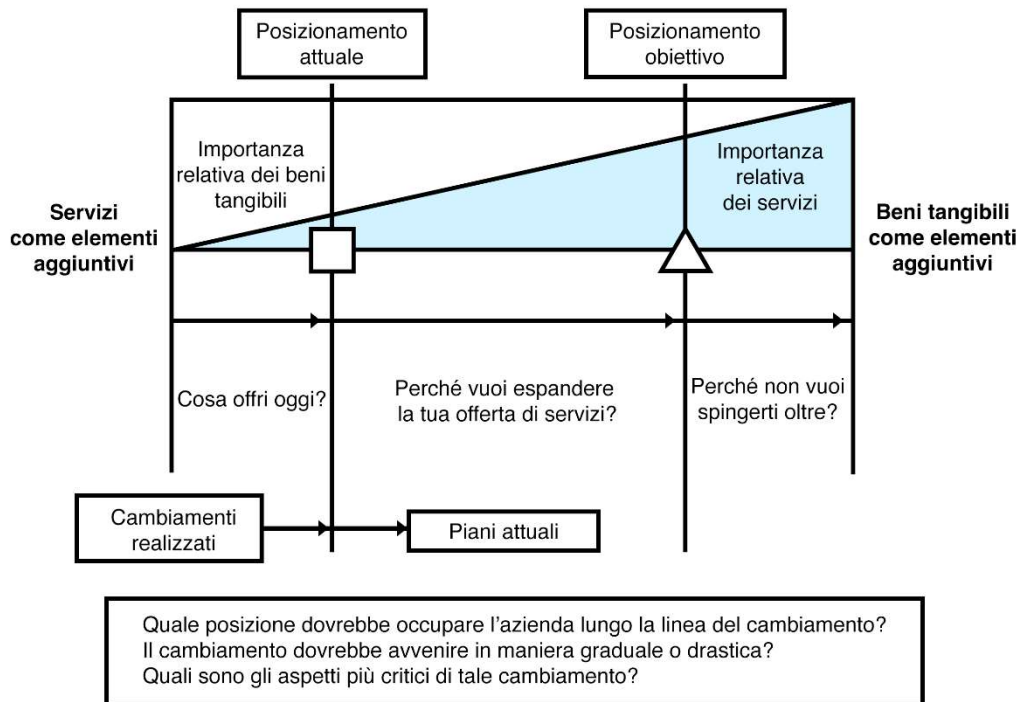 Posizionamento
attuale
Posizionamento
obiettivo
Importanza
relativa dei beni
tangibili
Importanza
relativa
dei servizi
Servizi
come elementi
aggiuntivi
Beni tangibili
come elementi
aggiuntivi
Cosa offri oggi?
Perché vuoi espandere
la tua offerta di servizi?
Perché non vuoi
spingerti oltre?
Cambiamenti
realizzati
Piani attuali
Quale posizione dovrebbe occupare l'azienda lungo la linea del cambiamento?
Il cambiamento dovrebbe avvenire in maniera graduale o drastica?
Quali sono gli aspetti più critici di tale cambiamento?